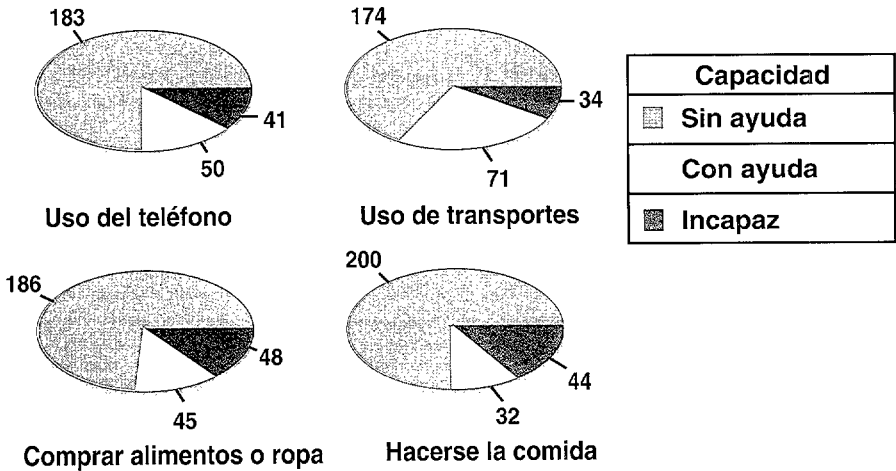 183
41
50
Uso del teléfono
174
34
71
Uso de transportes
Capacidad
Sin ayuda
Con ayuda
Incapaz
186
48
45
Comprar alimentos o ropa
200
44
32
Hacerse la comida